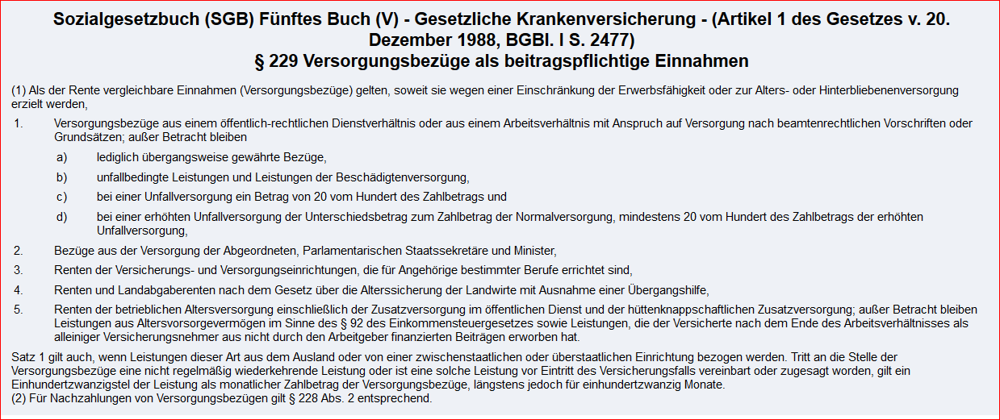 Sozialgesetzbuch (SGB) Fünftes Buch (V) - Gesetzliche Krankenversicherung - (Artikel 1 des Gesetzes v. 20.
Dezember 1988, BGBl. I S. 2477)
§ 229 Versorgungsbezüge als beitragspflichtige Einnahmen
(1) Als der Rente vergleichbare Einnahmen (Versorgungsbezüge) gelten, soweit sie wegen einer Einschränkung der Erwerbsfähigkeit oder zur Alters- oder Hinterbliebenenversorgung
erzielt werden,
1. Versorgungsbezüge aus einem öffentlich-rechtlichen Dienstverhältnis oder aus einem Arbeitsverhältnis mit Anspruch auf Versorgung nach beamtenrechtlichen Vorschriften oder
Grundsätzen; außer Betracht bleiben
a) lediglich übergangsweise gewährte Bezüge,
b) unfallbedingte Leistungen und Leistungen der Beschädigtenversorgung,
c) bei einer Unfallversorgung ein Betrag von 20 vom Hundert des Zahlbetrags und
d) bei einer erhöhten Unfallversorgung der Unterschiedsbetrag zum Zahlbetrag der Normalversorgung, mindestens 20 vom Hundert des Zahlbetrags der erhöhten
Unfallversorgung,
2. Bezüge aus der Versorgung der Abgeordneten, Parlamentarischen Staatssekretäre und Minister,
3. Renten der Versicherungs- und Versorgungseinrichtungen, die für Angehörige bestimmter Berufe errichtet sind,
4. Renten und Landabgaberenten nach dem Gesetz über die Alterssicherung der Landwirte mit Ausnahme einer Übergangshilfe,
5. Renten der betrieblichen Altersversorgung einschließlich der Zusatzversorgung im öffentlichen Dienst und der hüttenknappschaftlichen Zusatzversorgung; außer Betracht bleiben
Leistungen aus Altersvorsorgevermögen im Sinne des § 92 des Einkommensteuergesetzes sowie Leistungen, die der Versicherte nach dem Ende des Arbeitsverhältnisses als
alleiniger Versicherungsnehmer aus nicht durch den Arbeitgeber finanzierten Beiträgen erworben hat.
Satz 1 gilt auch, wenn Leistungen dieser Art aus dem Ausland oder von einer zwischenstaatlichen oder überstaatlichen Einrichtung bezogen werden. Tritt an die Stelle der
Versorgungsbezüge eine nicht regelmäßig wiederkehrende Leistung oder ist eine solche Leistung vor Eintritt des Versicherungsfalls vereinbart oder zugesagt worden, gilt ein
Einhundertzwanzigstel der Leistung als monatlicher Zahlbetrag der Versorgungsbezüge, längstens jedoch für einhundertzwanzig Monate.
(2) Für Nachzahlungen von Versorgungsbezügen gilt § 228 Abs. 2 entsprechend.